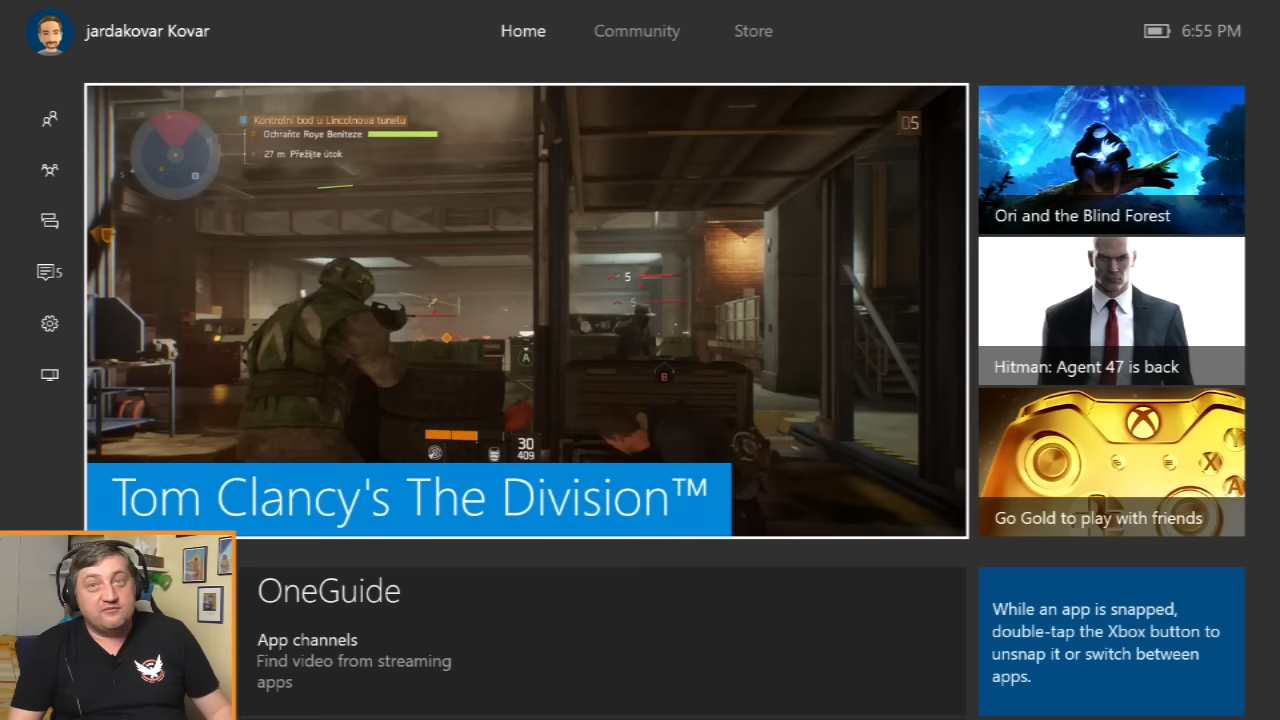 jardakovar Kovar
Home
Community
Store
6:55 PM
Kontrolní bod u Lincolnova tunelu
Ochraňte Roye Beniteze
27 m Přežijte útok
05
5
5
A
B
30
409
Tom Clancy's The Division™
Ori and the Blind Forest
Hitman: Agent 47 is back
Y
X
A
Go Gold to play with friends
5
OneGuide
App channels
Find video from streaming
apps
While an app is snapped,
double-tap the Xbox button to
unsnap it or switch between
apps.